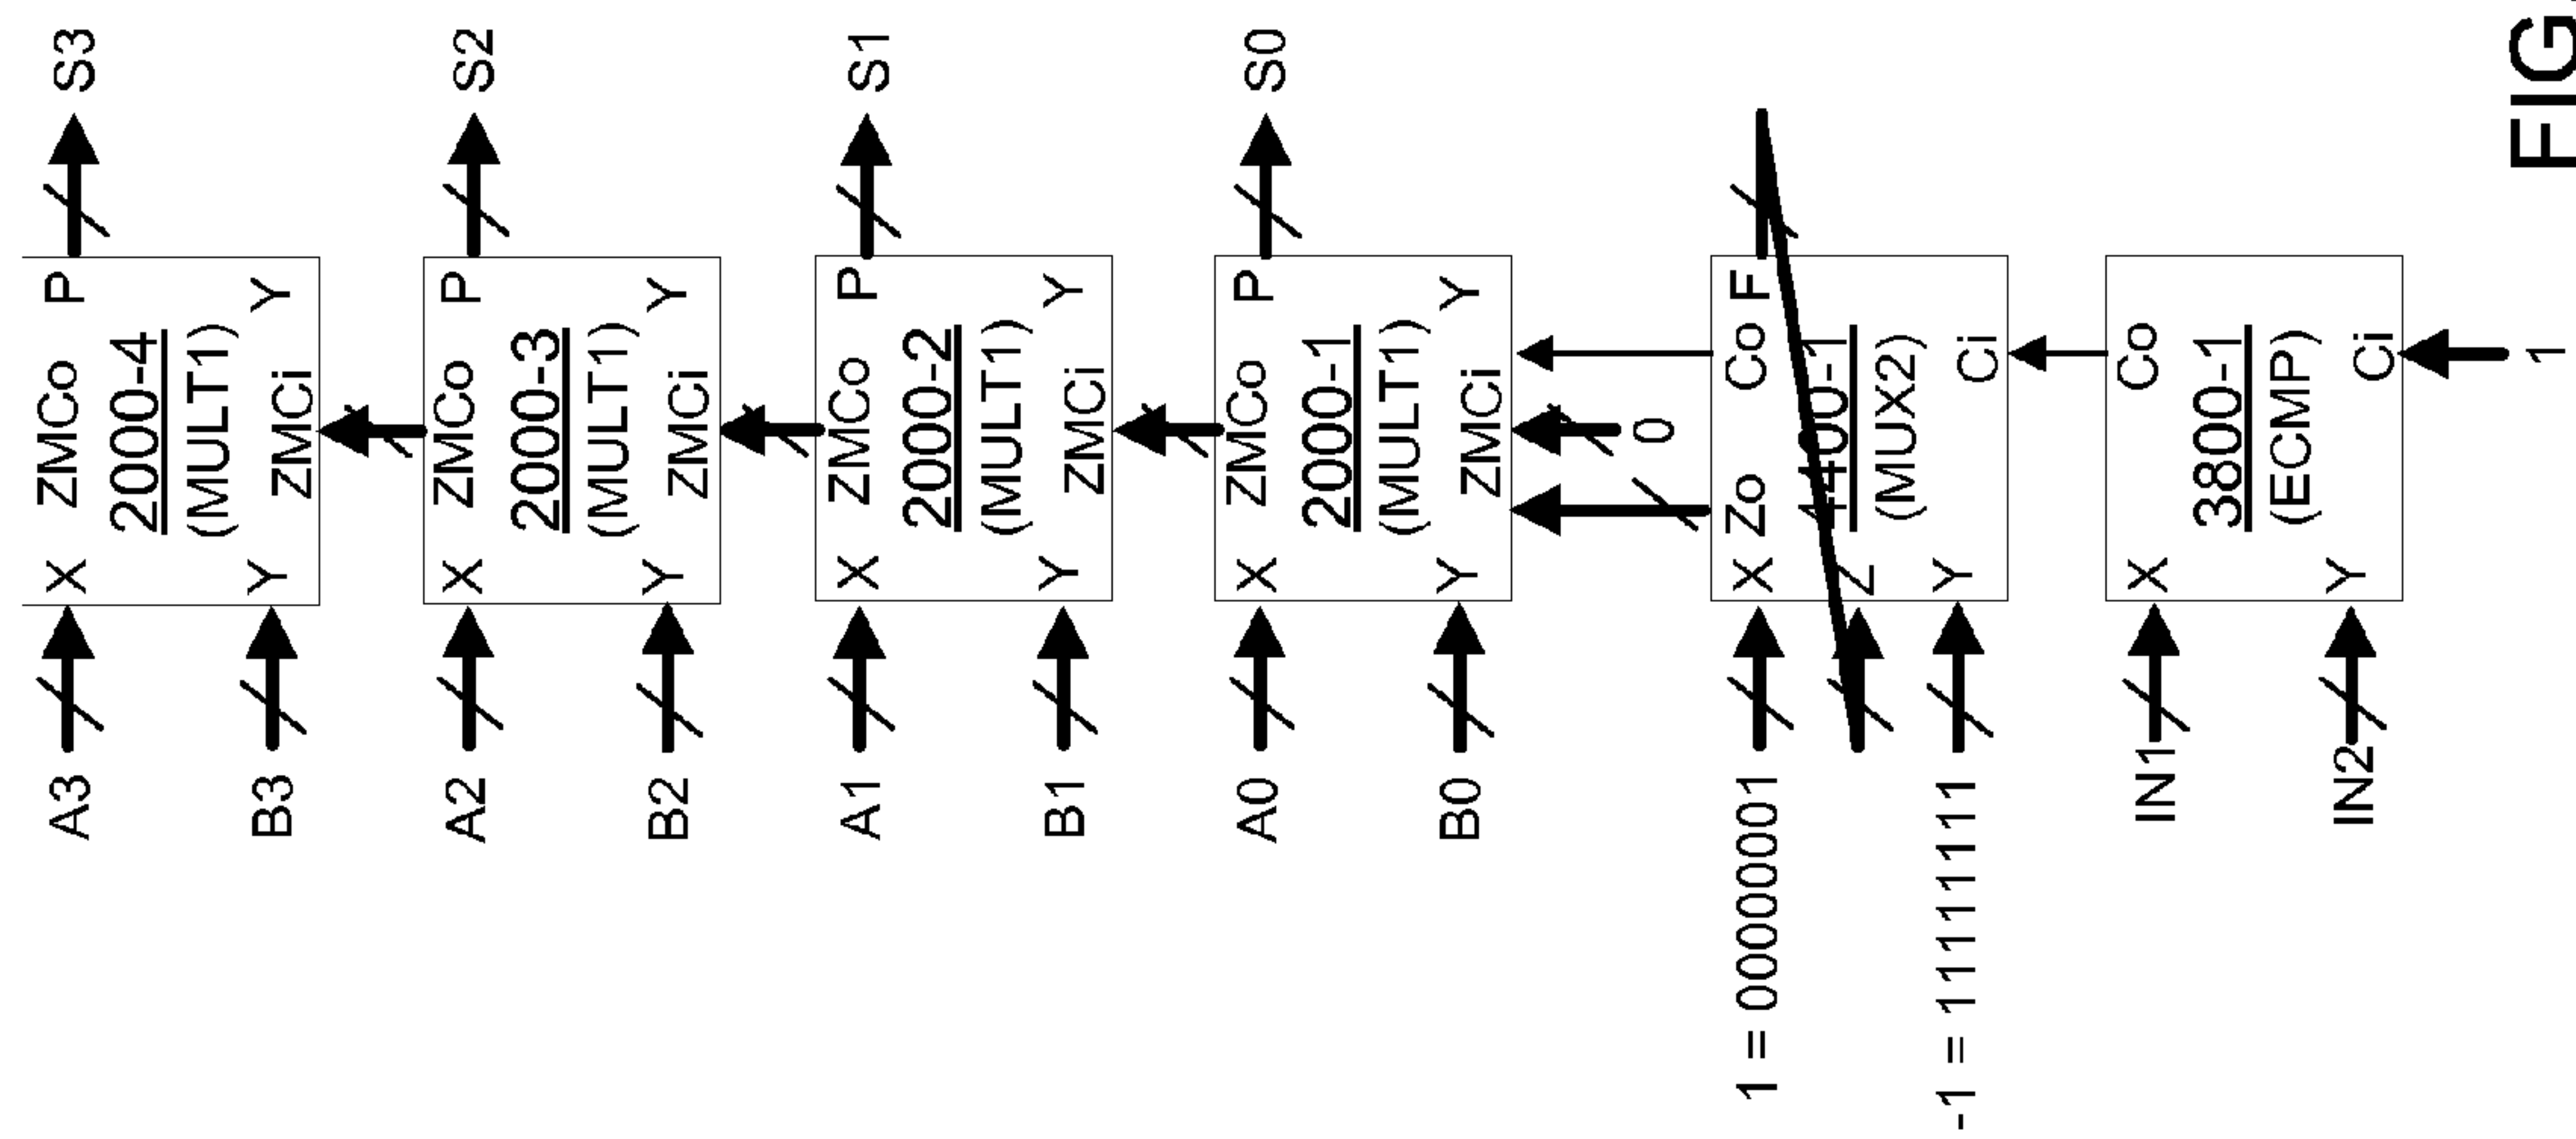 A3 X ZMCo P S3
2000-4
(MULT1)
B3 Y ZMCi Y
A2 X ZMCo P S2
2000-3
(MULT1)
B2 Y ZMCi Y
A1 X ZMCo P S1
2000-2
(MULT1)
B1 Y ZMCi Y
A0 X ZMCo P S0
2000-1
(MULT1)
B0 Y ZMCi Y
0
1 = 00000001 X Zo Co F
4400-1
Z
(MUX2)
-1 = 11111111 Y Ci
IN1 X Co
3800-1
(ECMP)
IN2 Y Ci
1
FIG.